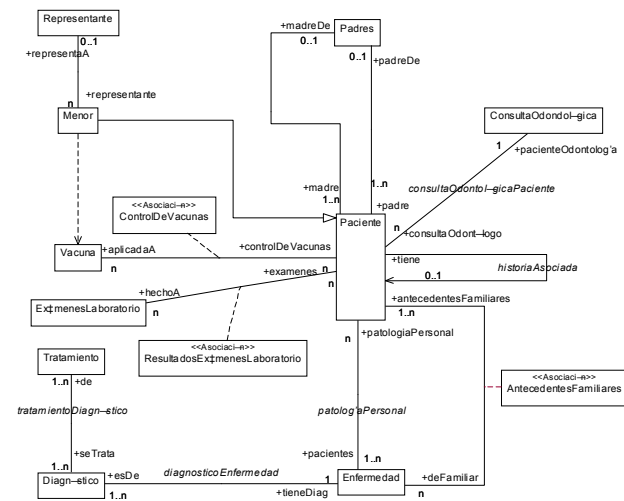 Representante
0..1
+representaA
+representante
n
Menor
+madreDe
0..1
Padres
0..1
+padreDe
ConsultaOdondol–gica
1
+pacienteOdontolog'a
consultaOdontol–gicaPaciente
+madre
1..n
1..n
+padre
<<Asociaci–n>>
ControlDeVacunas
Paciente
n
+consultaOdont–logo
Vacuna
+aplicadaA
n
+controlDeVacunas
n
+tiene
0..1
historiaAsociada
+examenes
n
+hechoA
n
Ex‡menesLaboratorio
+antecedentesFamiliares
1..n
+patologiaPersonal
n
<<Asociaci–n>>
ResultadosEx‡menesLaboratorio
<<Asociaci–n>>
AntecedentesFamiliares
Tratamiento
1..n
+de
tratamientoDiagn–stico
patolog'aPersonal
+seTrata
1..n
+pacientes
1..n
Diagn–stico
+esDe
1..n
diagnosticoEnfermedad
1
+tieneDiag
Enfermedad
+deFamiliar
n